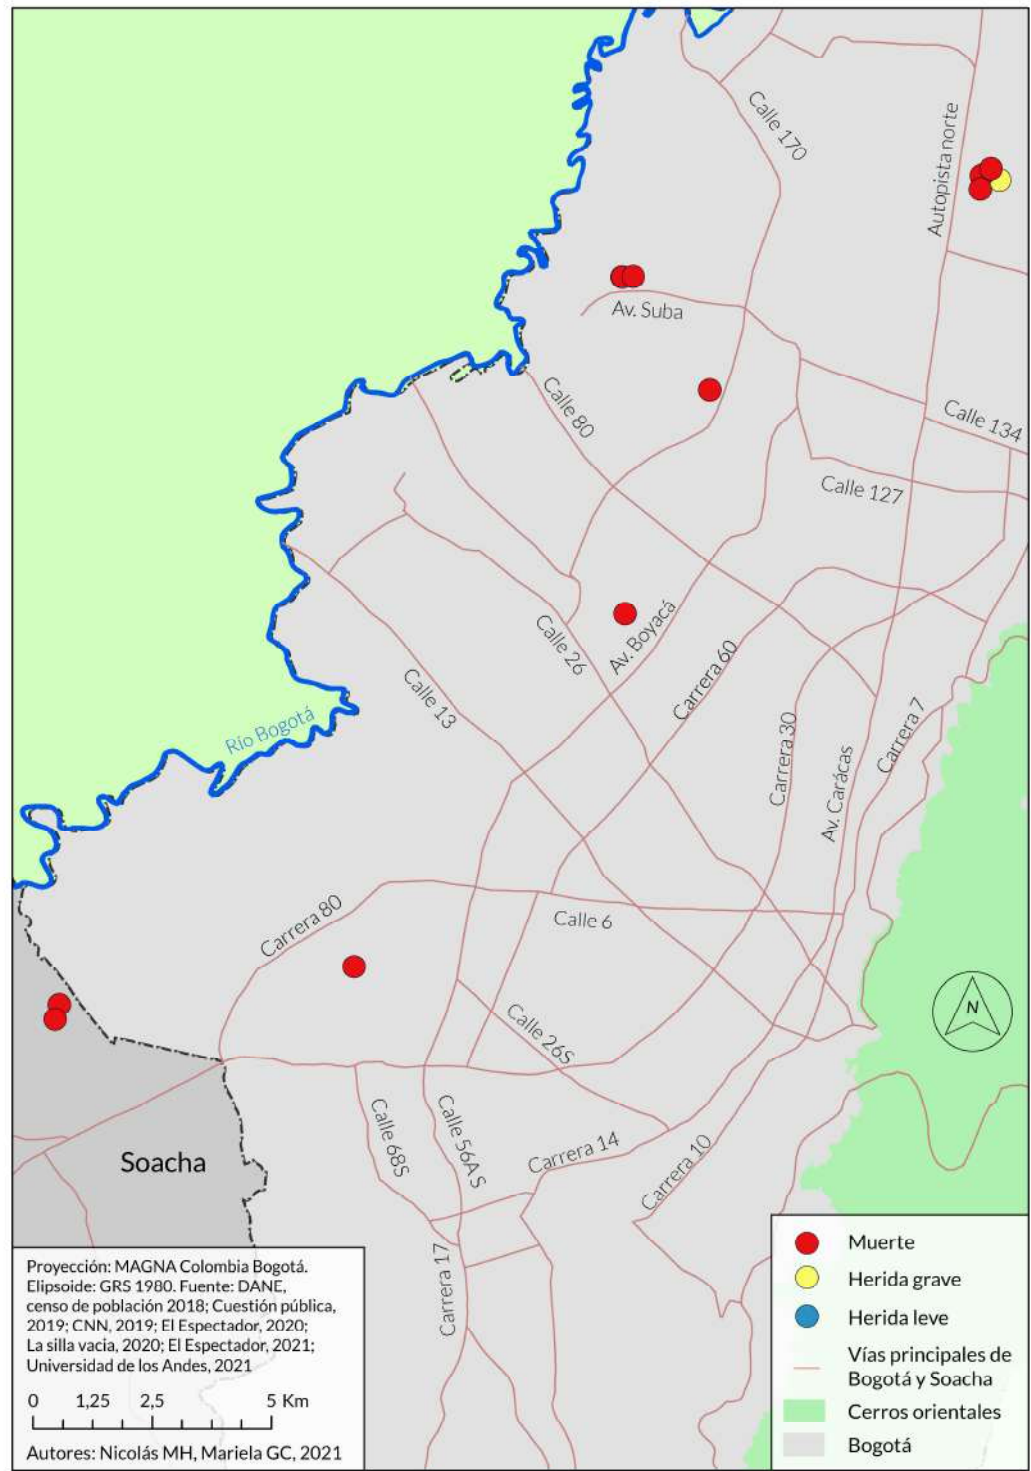 Calle 170
Autopista norte
Av. Suba
Calle 80
Calle 134
Calle 127
Calle 26
Av. Boyacá
Carrera 60
Calle 13
Río Bogotá
Carrera 30
Av. Carácas
Carrera 7
Carrera 80
Calle 6
N
Calle 26S
Calle 68S
Calle 56A S
Carrera 14
Carrera 10
Soacha
Carrera 17
Proyección: MAGNA Colombia Bogotá.
Elipsoide: GRS 1980. Fuente: DANE,
censo de población 2018; Cuestión pública,
2019; CNN, 2019; El Espectador, 2020;
La silla vacia, 2020; El Espectador, 2021;
Universidad de los Andes, 2021
0 1,25 2,5 5 Km
Autores: Nicolás MH, Mariela GC, 2021
Muerte
Herida grave
Herida leve
Vías principales de
Bogotá y Soacha
Cerros orientales
Bogotá